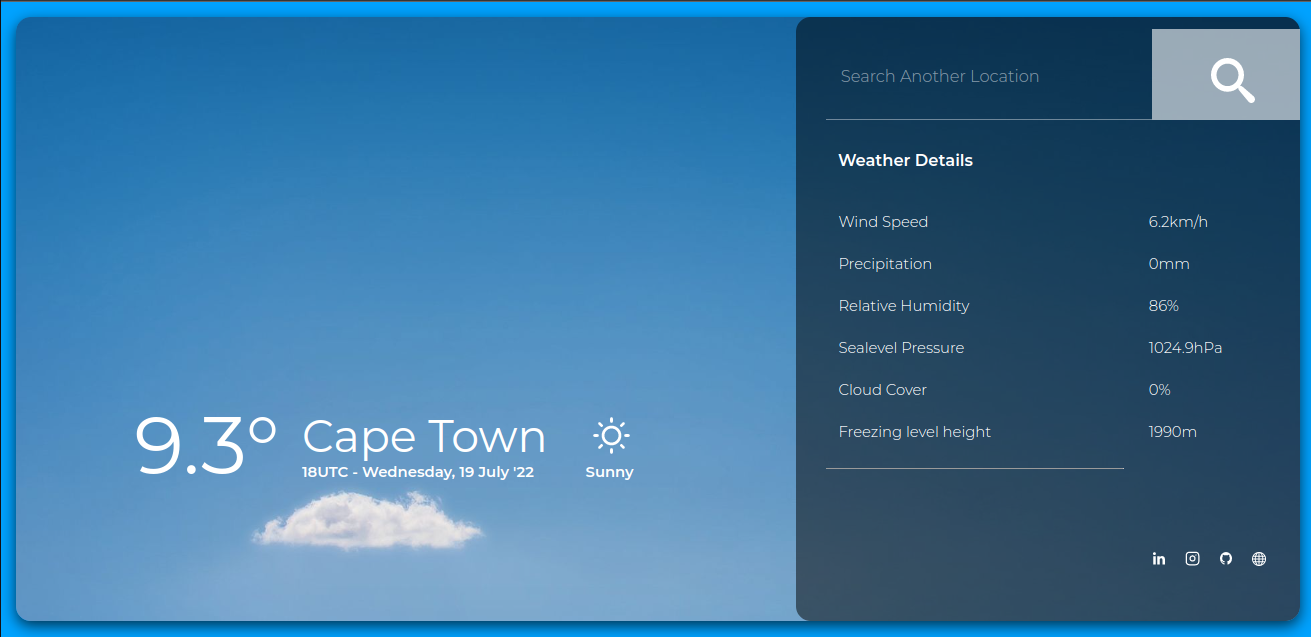 Search Another Location
Weather Details
Wind Speed 6.2km/h
Precipitation 0mm
Relative Humidity 86%
Sealevel Pressure 1024.9hPa
Cloud Cover 0%
Freezing level height 1990m
9.3° Cape Town
18UTC - Wednesday, 19 July '22
Sunny
in